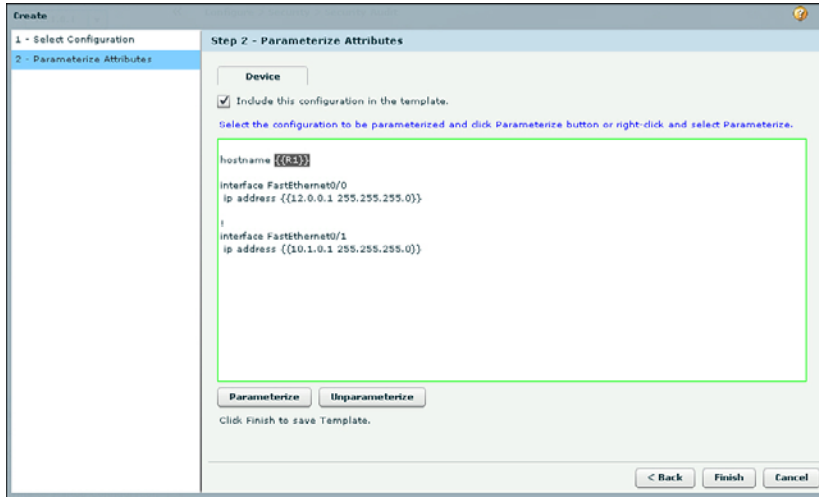 Create
1 - Select Configuration
2 - Parameterize Attributes
Step 2 - Parameterize Attributes
Device
Include this configuration in the template.
Select the configuration to be parameterized and click Parameterize button or right-click and select Parameterize.
hostname {{R1}}
interface FastEthernet0/0
ip address {{12.0.0.1 255.255.255.0}}
!
interface FastEthernet0/1
ip address {{10.1.0.1 255.255.255.0}}
Parameterize
Unparameterize
Click Finish to save Template.
< Back
Finish
Cancel